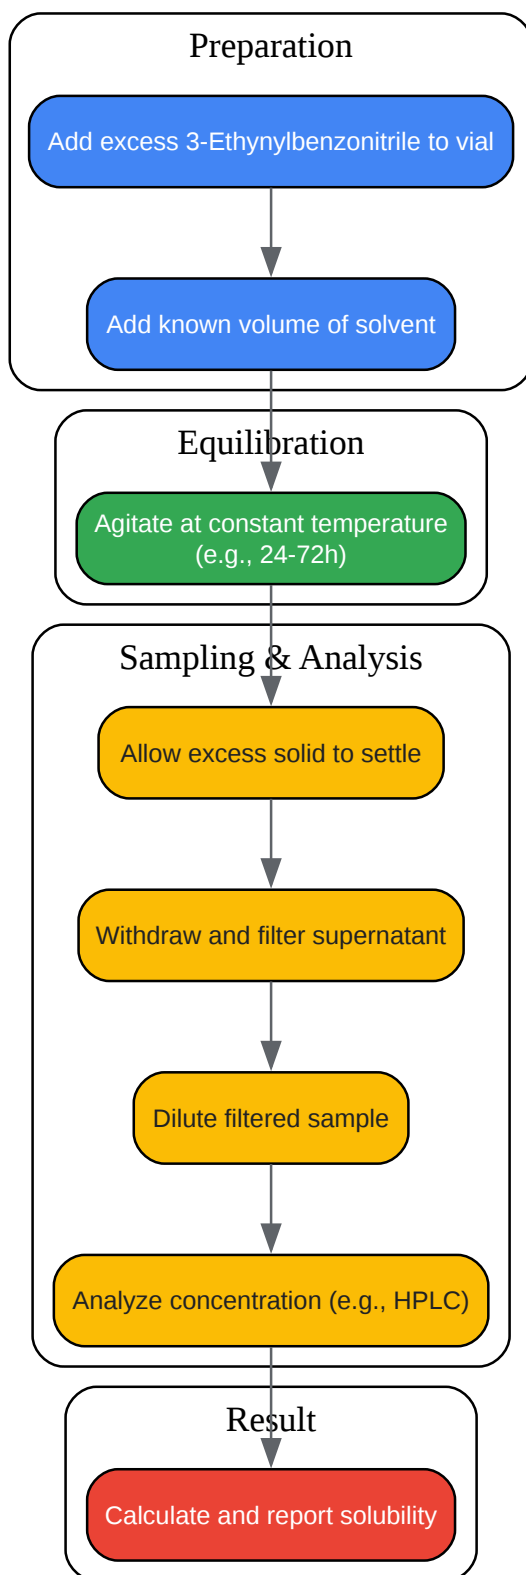 Preparation
Add excess 3-Ethynylbenzonitrile to vial
Add known volume of solvent
Equilibration
Agitate at constant temperature
(e.g., 24-72h)
Sampling & Analysis
Allow excess solid to settle
Withdraw and filter supernatant
Dilute filtered sample
Analyze concentration (e.g., HPLC)
Result
Calculate and report solubility